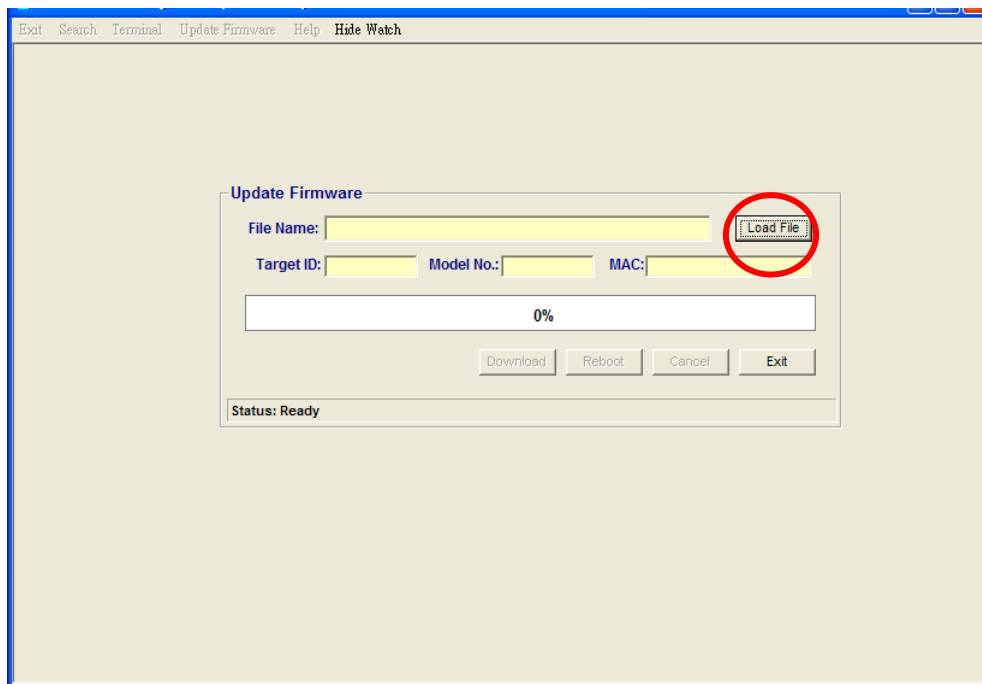 Exit Search Terminal Update Firmware Help Hide Watch
Update Firmware
File Name: Load File
Target ID: Model No.: MAC:
0%
Download Reboot Cancel Exit
Status: Ready